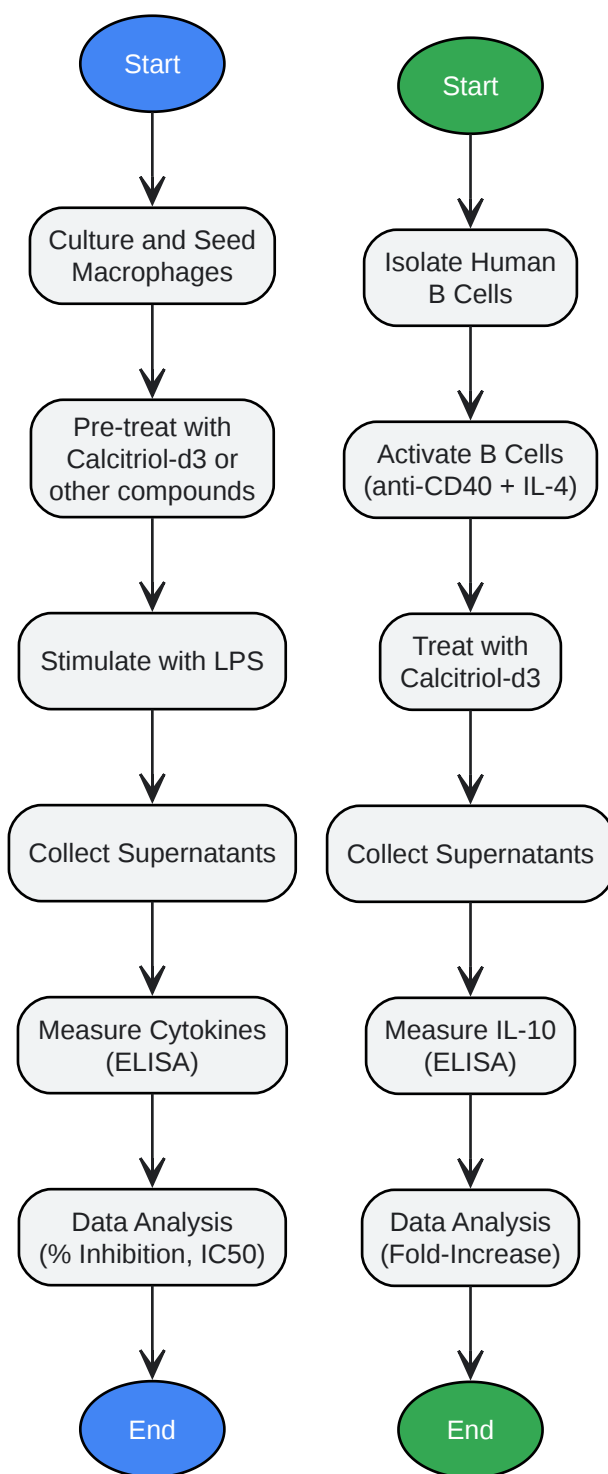 Start
Culture and Seed
Macrophages
Pre-treat with
Calcitriol-d3 or
other compounds
Stimulate with LPS
Collect Supernatants
Measure Cytokines
(ELISA)
Data Analysis
(% Inhibition, IC50)
End
Start
Isolate Human
B Cells
Activate B Cells
(anti-CD40 + IL-4)
Treat with
Calcitriol-d3
Collect Supernatants
Measure IL-10
(ELISA)
Data Analysis
(Fold-Increase)
End